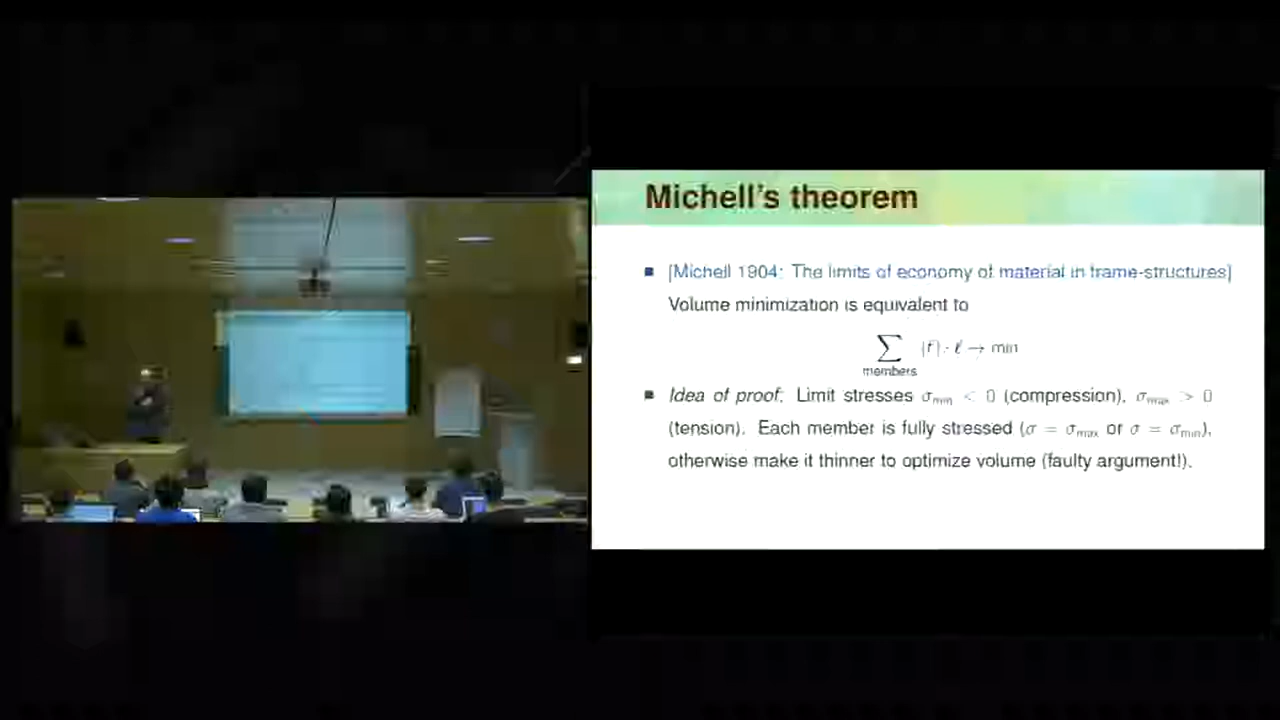 Michell's theorem
[Michell 1904: The limits of economy of material in frame-structures]
Volume minimization is equivalent to
∑ |f| · ℓ → min
members
Idea of proof: Limit stresses σmin < 0 (compression), σmax > 0
(tension). Each member is fully stressed (σ = σmax or σ = σmin),
otherwise make it thinner to optimize volume (faulty argument!).